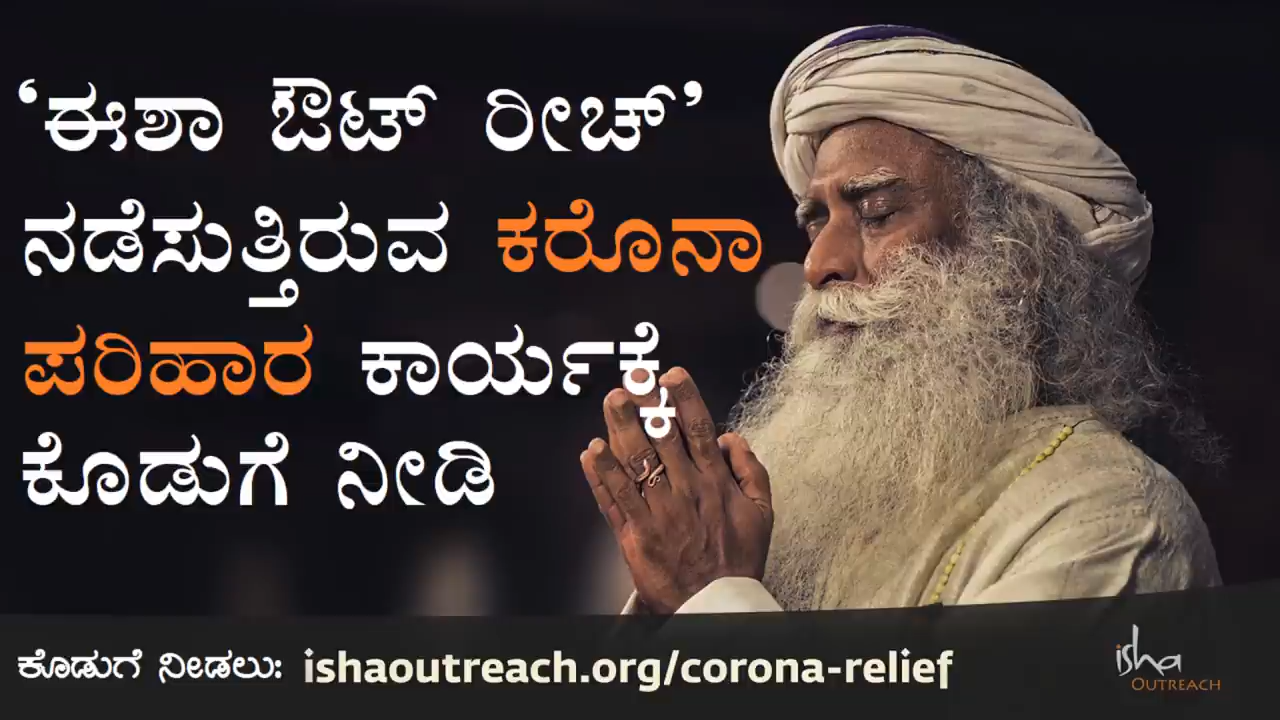 ‘ಈಶಾ ಔಟ್ ರೀಚ್’
ನಡೆಸುತ್ತಿರುವ ಕರೊನಾ
ಪರಿಹಾರ ಕಾರ್ಯಕ್ಕೆ
ಕೊಡುಗೆ ನೀಡಿ
ಕೊಡುಗೆ ನೀಡಲು: ishaoutreach.org/corona-relief
isha
OUTREACH